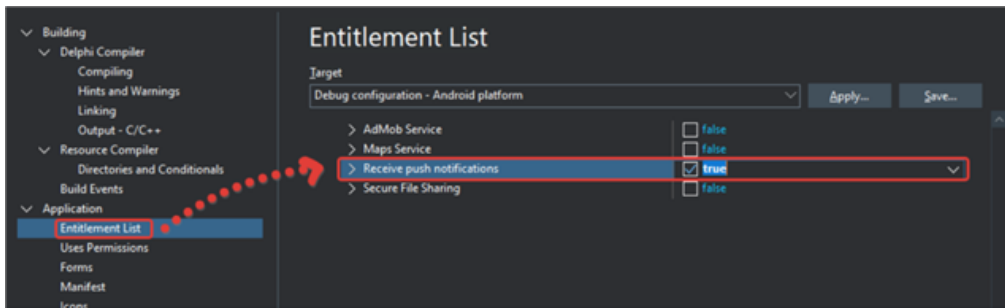 Building
Delphi Compiler
Compiling
Hints and Warnings
Linking
Output - C/C++
Resource Compiler
Directories and Conditionals
Build Events
Application
Entitlement List
Uses Permissions
Forms
Manifest
Icons
Entitlement List
Target
Debug configuration - Android platform
Apply...
Save...
AdMob Service false
Maps Service false
Receive push notifications true
Secure File Sharing false